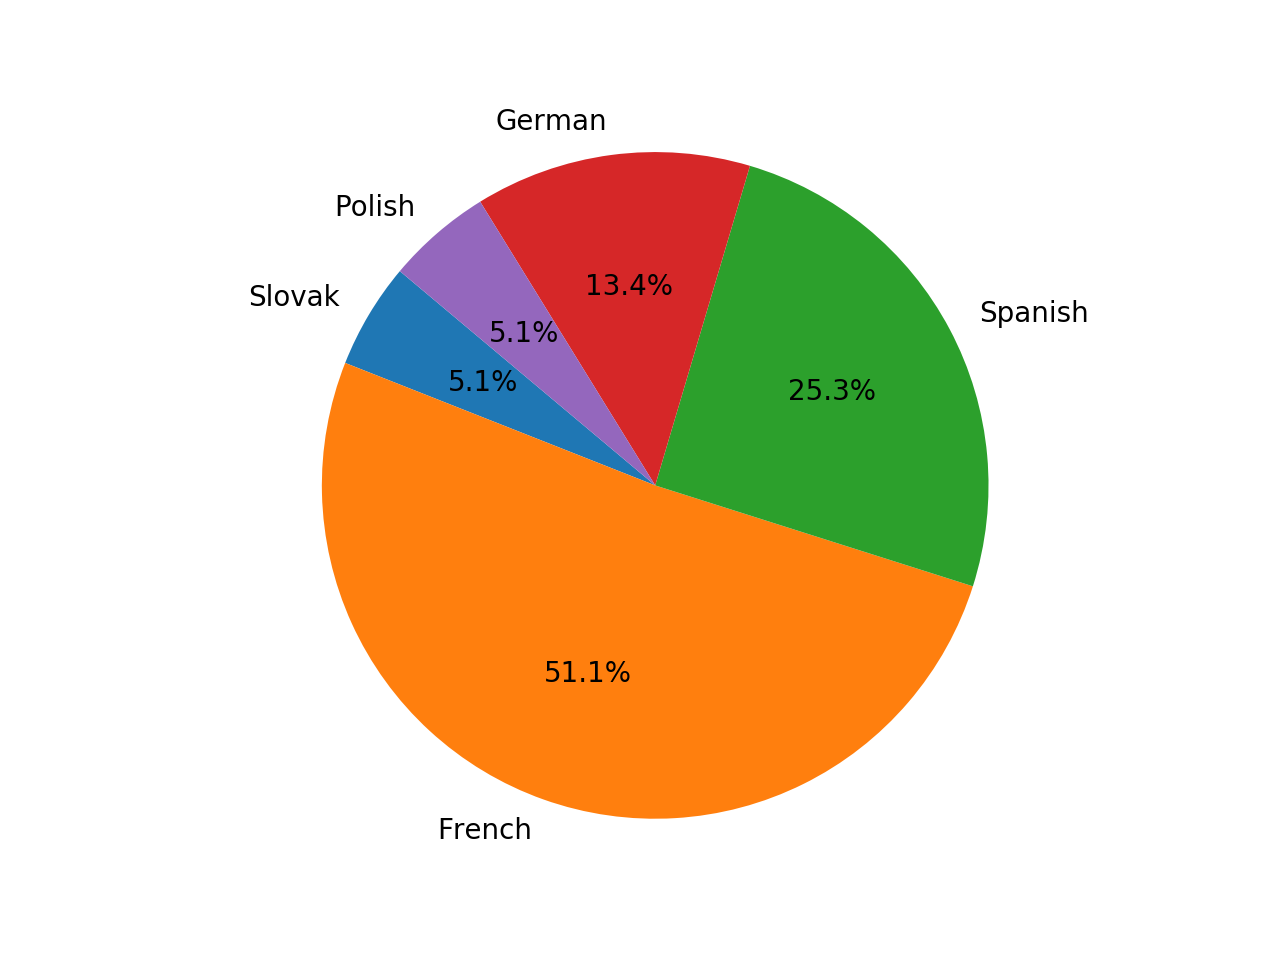 German
Polish
Slovak
13.4%
Spanish
5.1%
5.1%
25.3%
51.1%
French